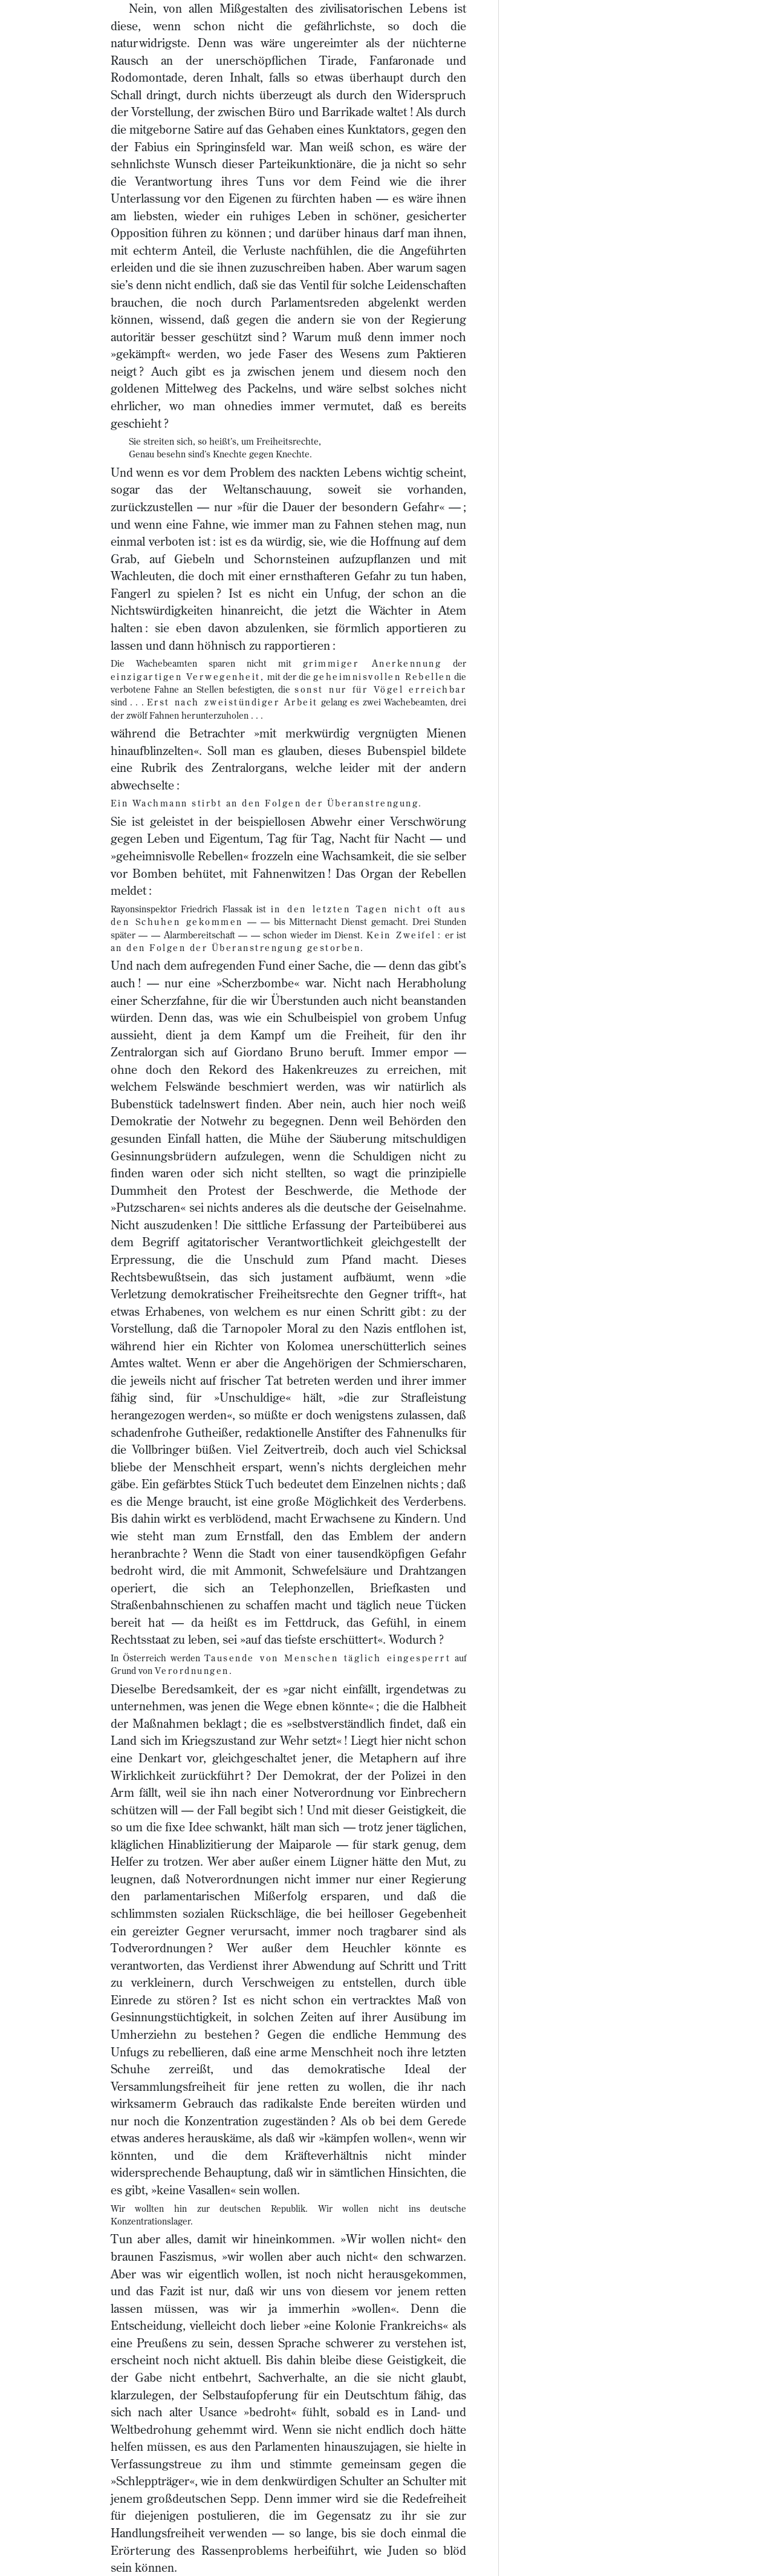 Nein, von allen Mißgestalten des zivilisatorischen Lebens ist
diese, wenn schon nicht die gefährlichste, so doch die
naturwidrigste. Denn was wäre ungereimter als der nüchterne
Rausch an der unerschöpflichen Tirade, Fanfaronade und
Rodomontade, deren Inhalt, falls so etwas überhaupt durch den
Schall dringt, durch nichts überzeugt als durch den Widerspruch
der Vorstellung, der zwischen Büro und Barrikade waltet ! Als durch
die mitgeborne Satire auf das Gehaben eines Kunktators, gegen den
der Fabius ein Springinsfeld war. Man weiß schon, es wäre der
sehnlichste Wunsch dieser Parteifunktionäre, die ja nicht so sehr
die Verantwortung ihres Tuns vor dem Feind wie die ihrer
Unterlassung vor den Eigenen zu fürchten haben — es wäre ihnen
am liebsten, wieder ein ruhiges Leben in schöner, gesicherter
Opposition führen zu können ; und darüber hinaus darf man ihnen,
mit echterm Anteil, die Verluste nachfühlen, die die Angeführten
erleiden und die sie ihnen zuzuschreiben haben. Aber warum sagen
sie’s denn nicht endlich, daß sie das Ventil für solche Leidenschaften
brauchen, die noch durch Parlamentsreden abgelenkt werden
können, wissend, daß gegen die andern sie von der Regierung
autoritär besser geschützt sind ? Warum muß denn immer noch
»gekämpft« werden, wo jede Faser des Wesens zum Paktieren
neigt ? Auch gibt es ja zwischen jenem und diesem noch den
goldenen Mittelweg des Packelns, und wäre selbst solches nicht
ehrlicher, wo man ohnedies immer vermutet, daß es bereits
geschieht ?
Sie streiten sich, so heißt’s, um Freiheitsrechte,
Genau besehn sind’s Knechte gegen Knechte.
Und wenn es vor dem Problem des nackten Lebens wichtig scheint,
sogar das der Weltanschauung, soweit sie vorhanden,
zurückzustellen — nur »für die Dauer der besondern Gefahr« — ;
und wenn eine Fahne, wie immer man zu Fahnen stehen mag, nun
einmal verboten ist : ist es da würdig, sie, wie die Hoffnung auf dem
Grab, auf Giebeln und Schornsteinen aufzupflanzen und mit
Wachleuten, die doch mit einer ernsthafteren Gefahr zu tun haben,
Fangerl zu spielen ? Ist es nicht ein Unfug, der schon an die
Nichtswürdigkeiten hinanreicht, die jetzt die Wächter in Atem
halten : sie eben davon abzulenken, sie förmlich apportieren zu
lassen und dann höhnisch zu rapportieren :
Die Wachebeamten sparen nicht mit grimmiger Anerkennung der
einzigartigen Verwegenheit, mit der die geheimnisvollen Rebellen die
verbotene Fahne an Stellen befestigten, die sonst nur für Vögel erreichbar
sind . . . Erst nach zweistündiger Arbeit gelang es zwei Wachebeamten, drei
der zwölf Fahnen herunterzuholen . . .
während die Betrachter »mit merkwürdig vergnügten Mienen
hinaufblinzelten«. Soll man es glauben, dieses Bubenspiel bildete
eine Rubrik des Zentralorgans, welche leider mit der andern
abwechselte :
Ein Wachmann stirbt an den Folgen der Überanstrengung.
Sie ist geleistet in der beispiellosen Abwehr einer Verschwörung
gegen Leben und Eigentum, Tag für Tag, Nacht für Nacht — und
»geheimnisvolle Rebellen« frozzeln eine Wachsamkeit, die sie selber
vor Bomben behütet, mit Fahnenwitzen ! Das Organ der Rebellen
meldet :
Rayonsinspektor Friedrich Flassak ist in den letzten Tagen nicht oft aus
den Schuhen gekommen — — bis Mitternacht Dienst gemacht. Drei Stunden
später — — Alarmbereitschaft — — schon wieder im Dienst. Kein Zweifel : er ist
an den Folgen der Überanstrengung gestorben.
Und nach dem aufregenden Fund einer Sache, die — denn das gibt’s
auch ! — nur eine »Scherzbombe« war. Nicht nach Herabholung
einer Scherzfahne, für die wir Überstunden auch nicht beanstanden
würden. Denn das, was wie ein Schulbeispiel von grobem Unfug
aussieht, dient ja dem Kampf um die Freiheit, für den ihr
Zentralorgan sich auf Giordano Bruno beruft. Immer empor —
ohne doch den Rekord des Hakenkreuzes zu erreichen, mit
welchem Felswände beschmiert werden, was wir natürlich als
Bubenstück tadelnswert finden. Aber nein, auch hier noch weiß
Demokratie der Notwehr zu begegnen. Denn weil Behörden den
gesunden Einfall hatten, die Mühe der Säuberung mitschuldigen
Gesinnungsbrüdern aufzulegen, wenn die Schuldigen nicht zu
finden waren oder sich nicht stellten, so wagt die prinzipielle
Dummheit den Protest der Beschwerde, die Methode der
»Putzscharen« sei nichts anderes als die deutsche der Geiselnahme.
Nicht auszudenken ! Die sittliche Erfassung der Parteibüberei aus
dem Begriff agitatorischer Verantwortlichkeit gleichgestellt der
Erpressung, die die Unschuld zum Pfand macht. Dieses
Rechtsbewußtsein, das sich justament aufbäumt, wenn »die
Verletzung demokratischer Freiheitsrechte den Gegner trifft«, hat
etwas Erhabenes, von welchem es nur einen Schritt gibt : zu der
Vorstellung, daß die Tarnopoler Moral zu den Nazis entflohen ist,
während hier ein Richter von Kolomea unerschütterlich seines
Amtes waltet. Wenn er aber die Angehörigen der Schmierscharen,
die jeweils nicht auf frischer Tat betreten werden und ihrer immer
fähig sind, für »Unschuldige« hält, »die zur Strafleistung
herangezogen werden«, so müßte er doch wenigstens zulassen, daß
schadenfrohe Gutheißer, redaktionelle Anstifter des Fahnenulks für
die Vollbringer büßen. Viel Zeitvertreib, doch auch viel Schicksal
bliebe der Menschheit erspart, wenn’s nichts dergleichen mehr
gäbe. Ein gefärbtes Stück Tuch bedeutet dem Einzelnen nichts ; daß
es die Menge braucht, ist eine große Möglichkeit des Verderbens.
Bis dahin wirkt es verblödend, macht Erwachsene zu Kindern. Und
wie steht man zum Ernstfall, den das Emblem der andern
heranbrachte ? Wenn die Stadt von einer tausendköpfigen Gefahr
bedroht wird, die mit Ammonit, Schwefelsäure und Drahtzangen
operiert, die sich an Telephonzellen, Briefkasten und
Straßenbahnschienen zu schaffen macht und täglich neue Tücken
bereit hat — da heißt es im Fettdruck, das Gefühl, in einem
Rechtsstaat zu leben, sei »auf das tiefste erschüttert«. Wodurch ?
In Österreich werden Tausende von Menschen täglich eingesperrt auf
Grund von Verordnungen.
Dieselbe Beredsamkeit, der es »gar nicht einfällt, irgendetwas zu
unternehmen, was jenen die Wege ebnen könnte« ; die die Halbheit
der Maßnahmen beklagt ; die es »selbstverständlich findet, daß ein
Land sich im Kriegszustand zur Wehr setzt« ! Liegt hier nicht schon
eine Denkart vor, gleichgeschaltet jener, die Metaphern auf ihre
Wirklichkeit zurückführt ? Der Demokrat, der der Polizei in den
Arm fällt, weil sie ihn nach einer Notverordnung vor Einbrechern
schützen will — der Fall begibt sich ! Und mit dieser Geistigkeit, die
so um die fixe Idee schwankt, hält man sich — trotz jener täglichen,
kläglichen Hinablizitierung der Maiparole — für stark genug, dem
Helfer zu trotzen. Wer aber außer einem Lügner hätte den Mut, zu
leugnen, daß Notverordnungen nicht immer nur einer Regierung
den parlamentarischen Mißerfolg ersparen, und daß die
schlimmsten sozialen Rückschläge, die bei heilloser Gegebenheit
ein gereizter Gegner verursacht, immer noch tragbarer sind als
Todverordnungen ? Wer außer dem Heuchler könnte es
verantworten, das Verdienst ihrer Abwendung auf Schritt und Tritt
zu verkleinern, durch Verschweigen zu entstellen, durch üble
Einrede zu stören ? Ist es nicht schon ein vertracktes Maß von
Gesinnungstüchtigkeit, in solchen Zeiten auf ihrer Ausübung im
Umherziehn zu bestehen ? Gegen die endliche Hemmung des
Unfugs zu rebellieren, daß eine arme Menschheit noch ihre letzten
Schuhe zerreißt, und das demokratische Ideal der
Versammlungsfreiheit für jene retten zu wollen, die ihr nach
wirksamerm Gebrauch das radikalste Ende bereiten würden und
nur noch die Konzentration zugeständen ? Als ob bei dem Gerede
etwas anderes herauskäme, als daß wir »kämpfen wollen«, wenn wir
könnten, und die dem Kräfteverhältnis nicht minder
widersprechende Behauptung, daß wir in sämtlichen Hinsichten, die
es gibt, »keine Vasallen« sein wollen.
Wir wollten hin zur deutschen Republik. Wir wollen nicht ins deutsche
Konzentrationslager.
Tun aber alles, damit wir hineinkommen. »Wir wollen nicht« den
braunen Faszismus, »wir wollen aber auch nicht« den schwarzen.
Aber was wir eigentlich wollen, ist noch nicht herausgekommen,
und das Fazit ist nur, daß wir uns von diesem vor jenem retten
lassen müssen, was wir ja immerhin »wollen«. Denn die
Entscheidung, vielleicht doch lieber »eine Kolonie Frankreichs« als
eine Preußens zu sein, dessen Sprache schwerer zu verstehen ist,
erscheint noch nicht aktuell. Bis dahin bleibe diese Geistigkeit, die
der Gabe nicht entbehrt, Sachverhalte, an die sie nicht glaubt,
klarzulegen, der Selbstaufopferung für ein Deutschtum fähig, das
sich nach alter Usance »bedroht« fühlt, sobald es in Land- und
Weltbedrohung gehemmt wird. Wenn sie nicht endlich doch hätte
helfen müssen, es aus den Parlamenten hinauszujagen, sie hielte in
Verfassungstreue zu ihm und stimmte gemeinsam gegen die
»Schleppträger«, wie in dem denkwürdigen Schulter an Schulter mit
jenem großdeutschen Sepp. Denn immer wird sie die Redefreiheit
für diejenigen postulieren, die im Gegensatz zu ihr sie zur
Handlungsfreiheit verwenden — so lange, bis sie doch einmal die
Erörterung des Rassenproblems herbeiführt, wie Juden so blöd
sein können.